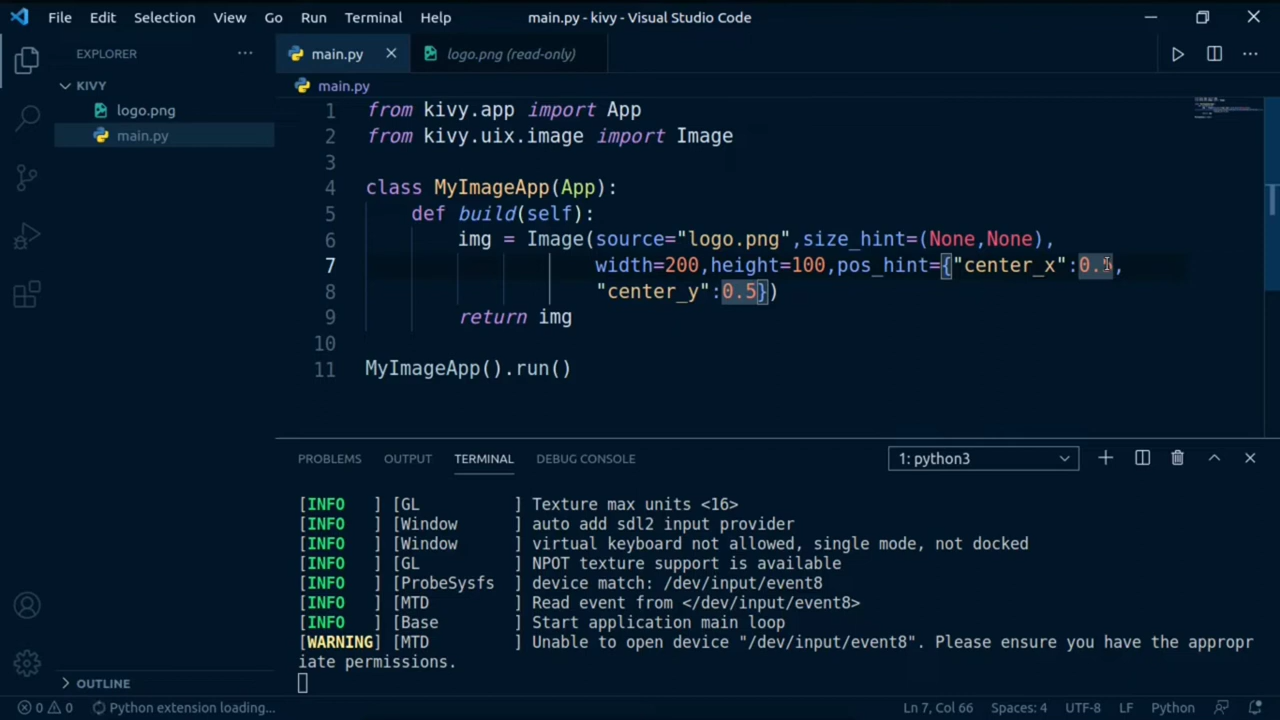 File Edit Selection View Go Run Terminal Help main.py - kivy - Visual Studio Code
EXPLORER ···
main.py
logo.png (read-only)
KIVY
logo.png
main.py
main.py
1 from kivy.app import App
2 from kivy.uix.image import Image
3
4 class MyImageApp(App):
5 def build(self):
6 img = Image(source="logo.png",size_hint=(None,None),
7 width=200,height=100,pos_hint={"center_x":0.5,
8 "center_y":0.5})
9 return img
10
11 MyImageApp().run()
PROBLEMS OUTPUT TERMINAL DEBUG CONSOLE 1: python3
[INFO ] [GL ] Texture max units <16>
[INFO ] [Window ] auto add sdl2 input provider
[INFO ] [Window ] virtual keyboard not allowed, single mode, not docked
[INFO ] [GL ] NPOT texture support is available
[INFO ] [ProbeSysfs ] device match: /dev/input/event8
[INFO ] [MTD ] Read event from </dev/input/event8>
[INFO ] [Base ] Start application main loop
[WARNING] [MTD ] Unable to open device "/dev/input/event8". Please ensure you have the appropr
iate permissions.
OUTLINE
0 0 Python extension loading... Ln 7, Col 66 Spaces: 4 UTF-8 LF Python